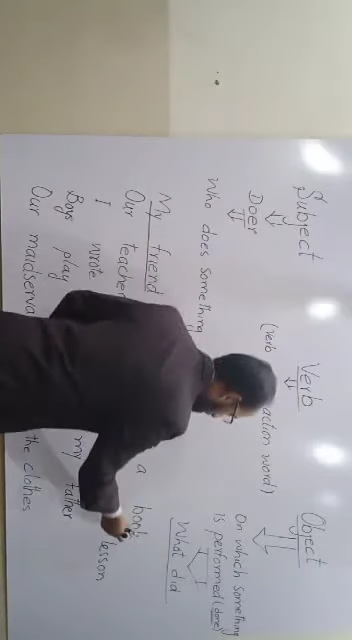 Subject Verb Object
Doer (verb action word) On which something
Who does something Is performed (done)
What did
My friend a book
Our teacher lesson
I wrote my father
Boys play
Our maidserva the clothes